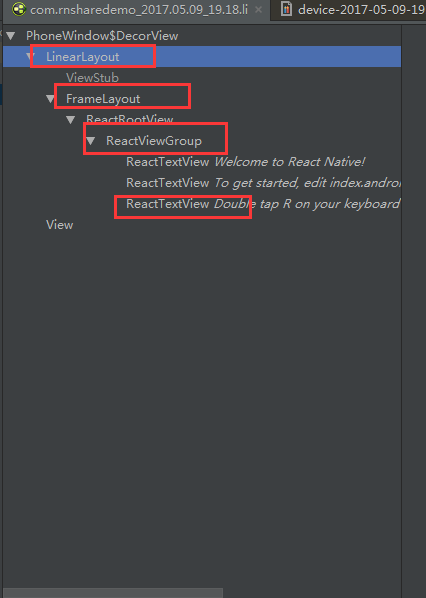 com.rnsharedemo_2017.05.09_19.18.li
device-2017-05-09-19
PhoneWindow$DecorView
LinearLayout
ViewStub
FrameLayout
ReactRootView
ReactViewGroup
ReactTextView Welcome to React Native!
ReactTextView To get started, edit index.andro
ReactTextView Double tap R on your keyboard
View